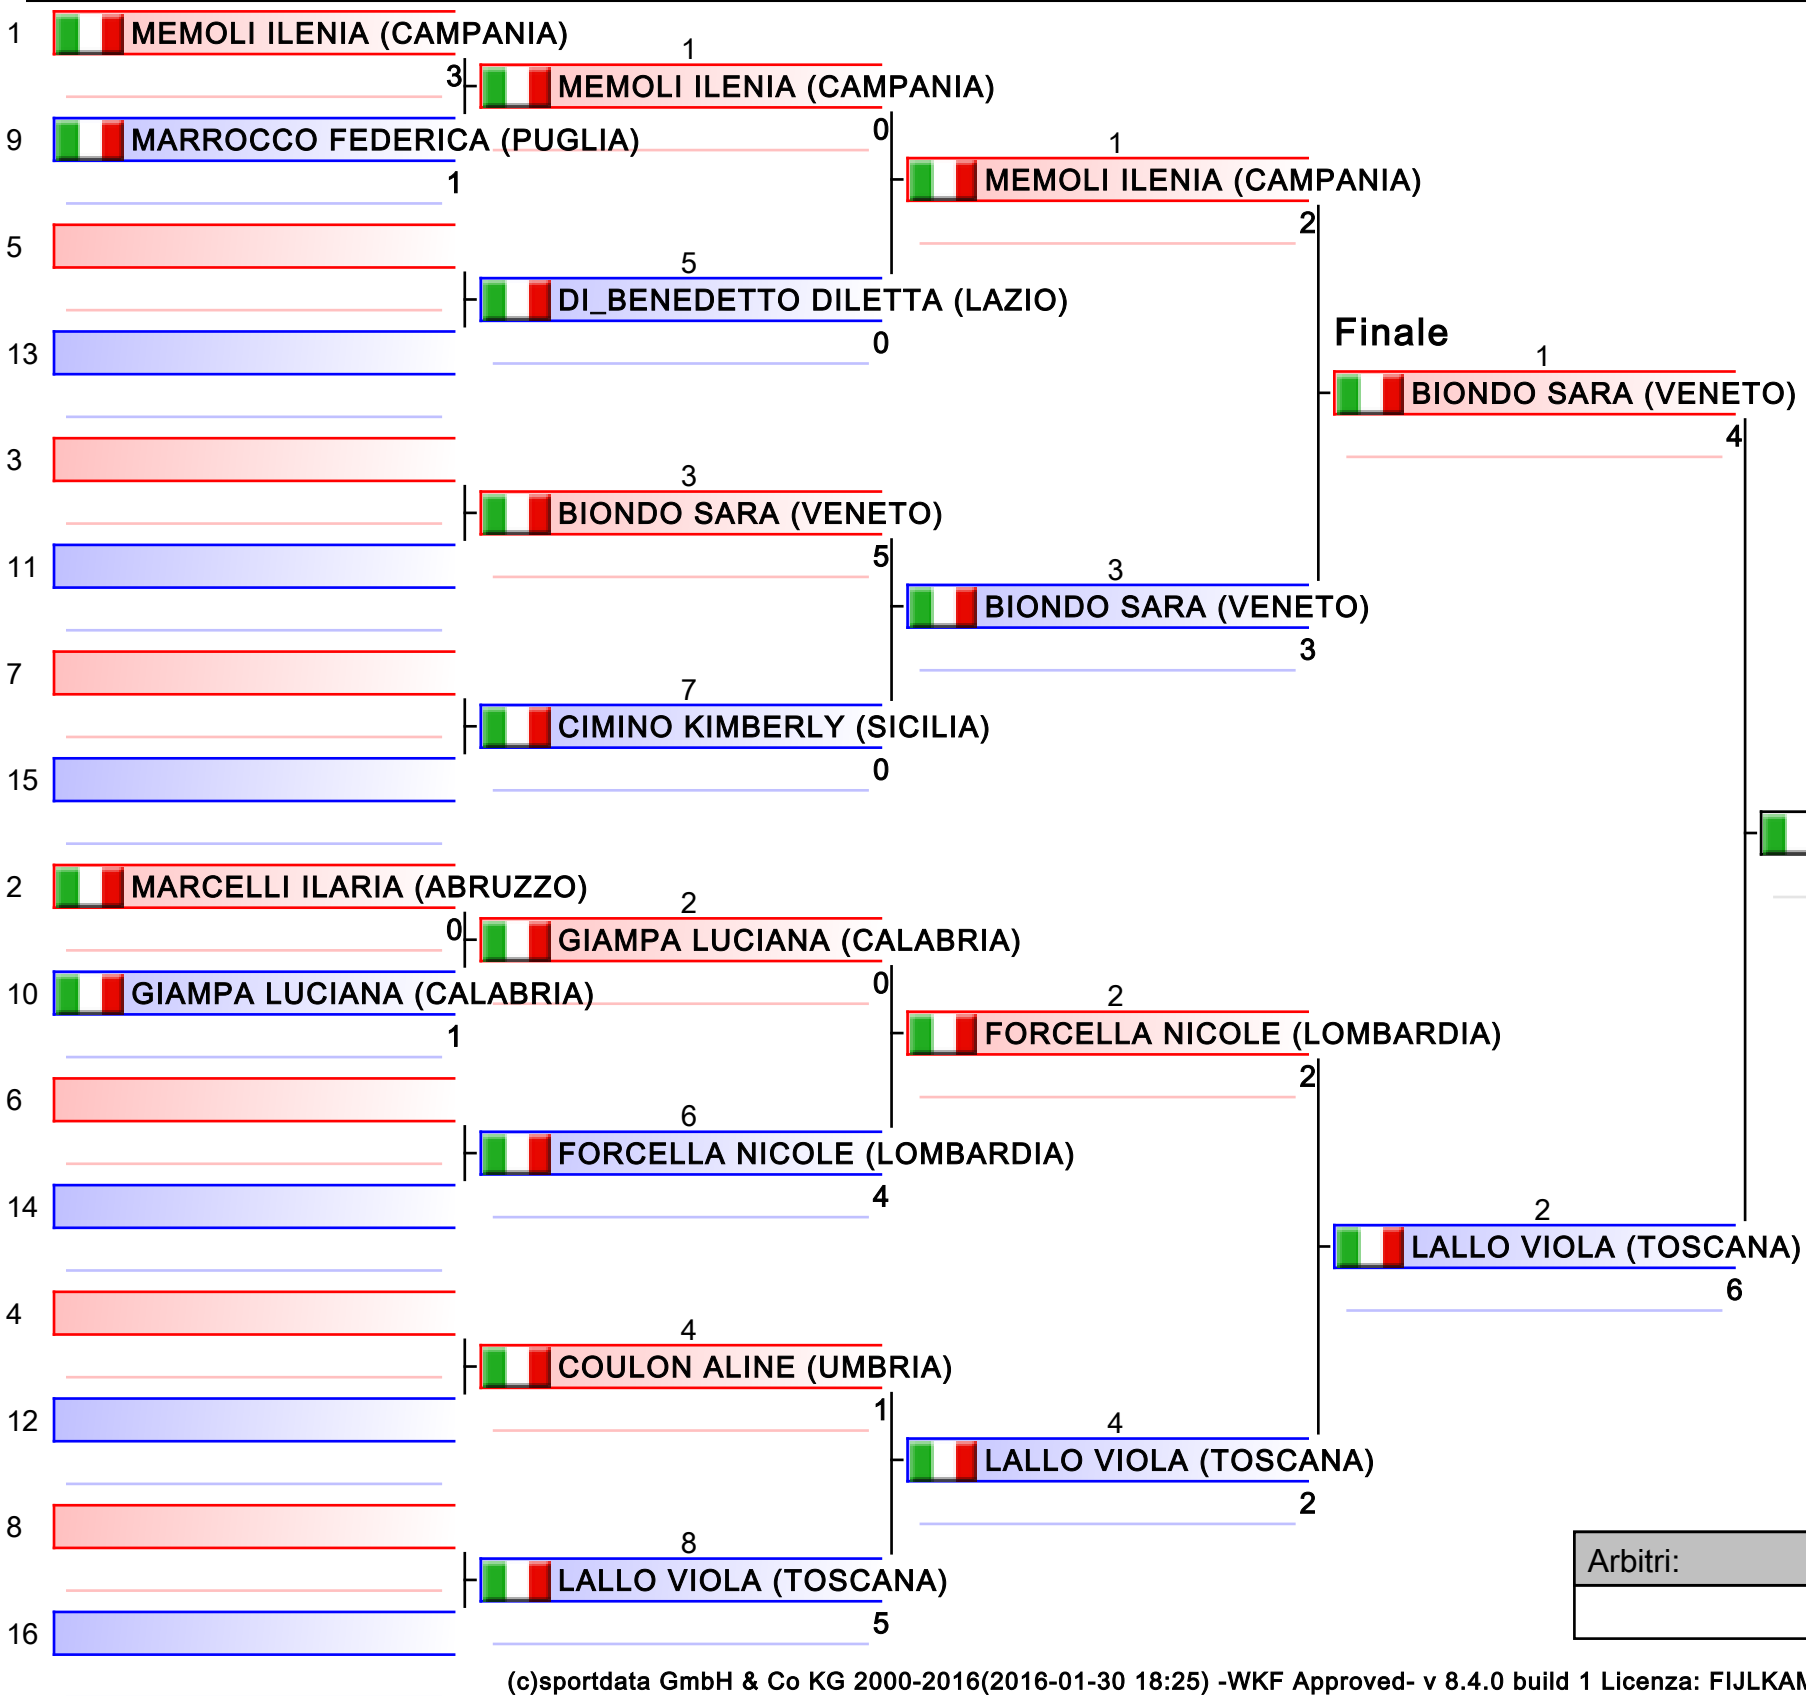 1 MEMOLI ILENIA (CAMPANIA)
3
9 MARROCCO FEDERICA (PUGLIA)
1
5
13
3
11
7
15
2 MARCELLI ILARIA (ABRUZZO)
0
10 GIAMPA LUCIANA (CALABRIA)
1
6
14
4
12
8
16
1
MEMOLI ILENIA (CAMPANIA)
0
5
DI_BENEDETTO DILETTA (LAZIO)
0
3
BIONDO SARA (VENETO)
5
7
CIMINO KIMBERLY (SICILIA)
0
2
GIAMPA LUCIANA (CALABRIA)
0
6
FORCELLA NICOLE (LOMBARDIA)
4
4
COULON ALINE (UMBRIA)
1
8
LALLO VIOLA (TOSCANA)
5
1
MEMOLI ILENIA (CAMPANIA)
2
3
BIONDO SARA (VENETO)
3
2
FORCELLA NICOLE (LOMBARDIA)
2
4
LALLO VIOLA (TOSCANA)
2
Finale
1
BIONDO SARA (VENETO)
4
2
LALLO VIOLA (TOSCANA)
6
Arbitri:
(c)sportdata GmbH & Co KG 2000-2016(2016-01-30 18:25) -WKF Approved- v 8.4.0 build 1 Licenza: